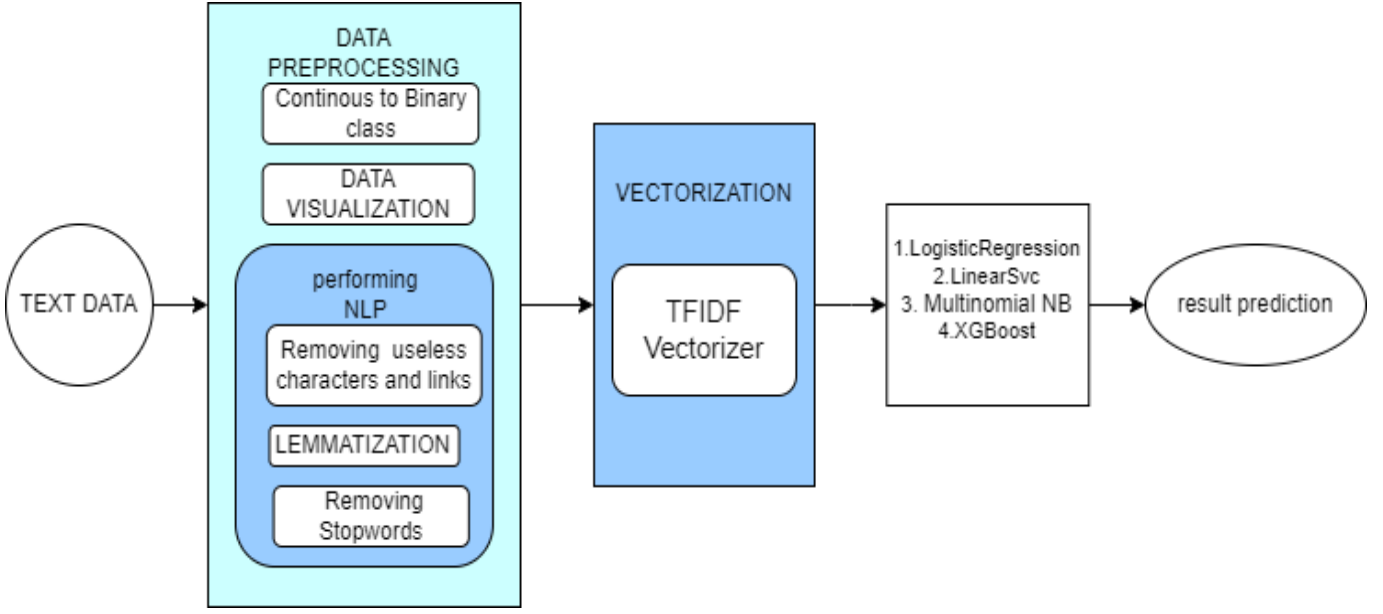 TEXT DATA
DATA
PREPROCESSING
Continous to Binary
class
DATA
VISUALIZATION
performing
NLP
Removing useless
characters and links
LEMMATIZATION
Removing
Stopwords
VECTORIZATION
TFIDF
Vectorizer
1.LogisticRegression
2.LinearSvc
3. Multinomial NB
4.XGBoost
result prediction